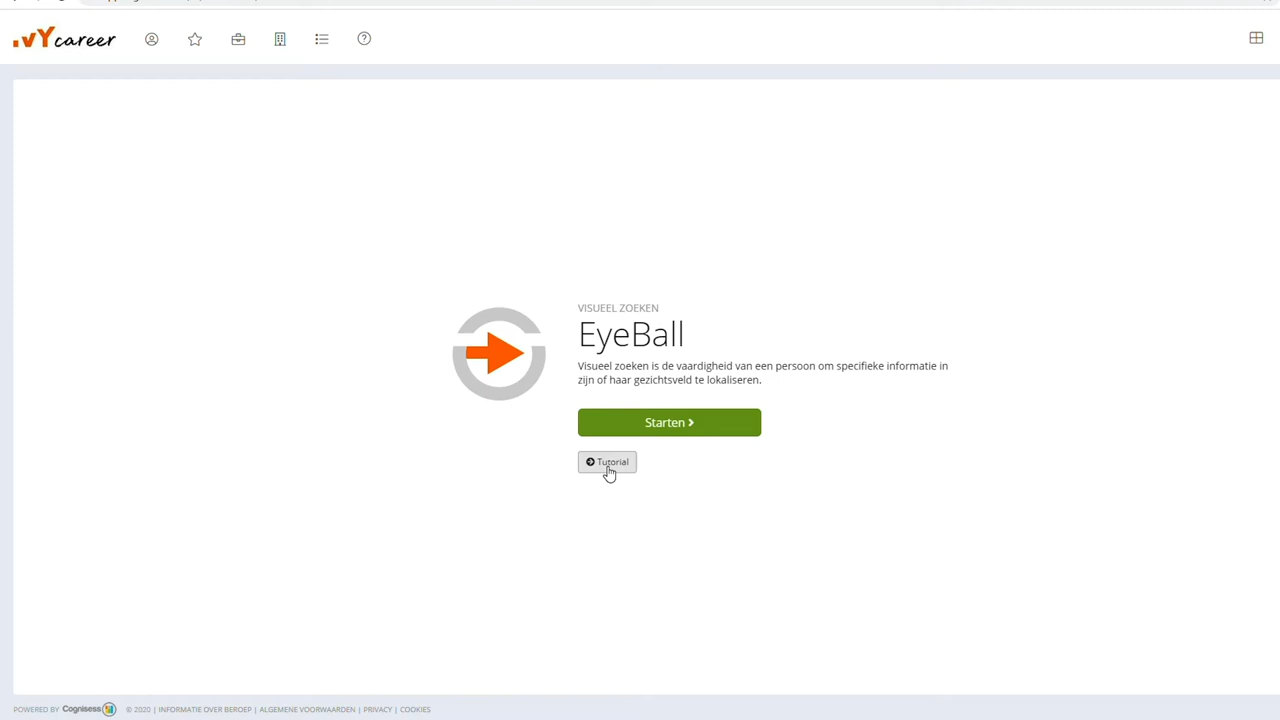 .ivYcareer
VISUEEL ZOEKEN
EyeBall
Visueel zoeken is de vaardigheid van een persoon om specifieke informatie in
zijn of haar gezichtsveld te lokaliseren.
Starten
Tutorial
POWERED BY Cognisess © 2020 | INFORMATIE OVER BEROEP | ALGEMENE VOORWAARDEN | PRIVACY | COOKIES